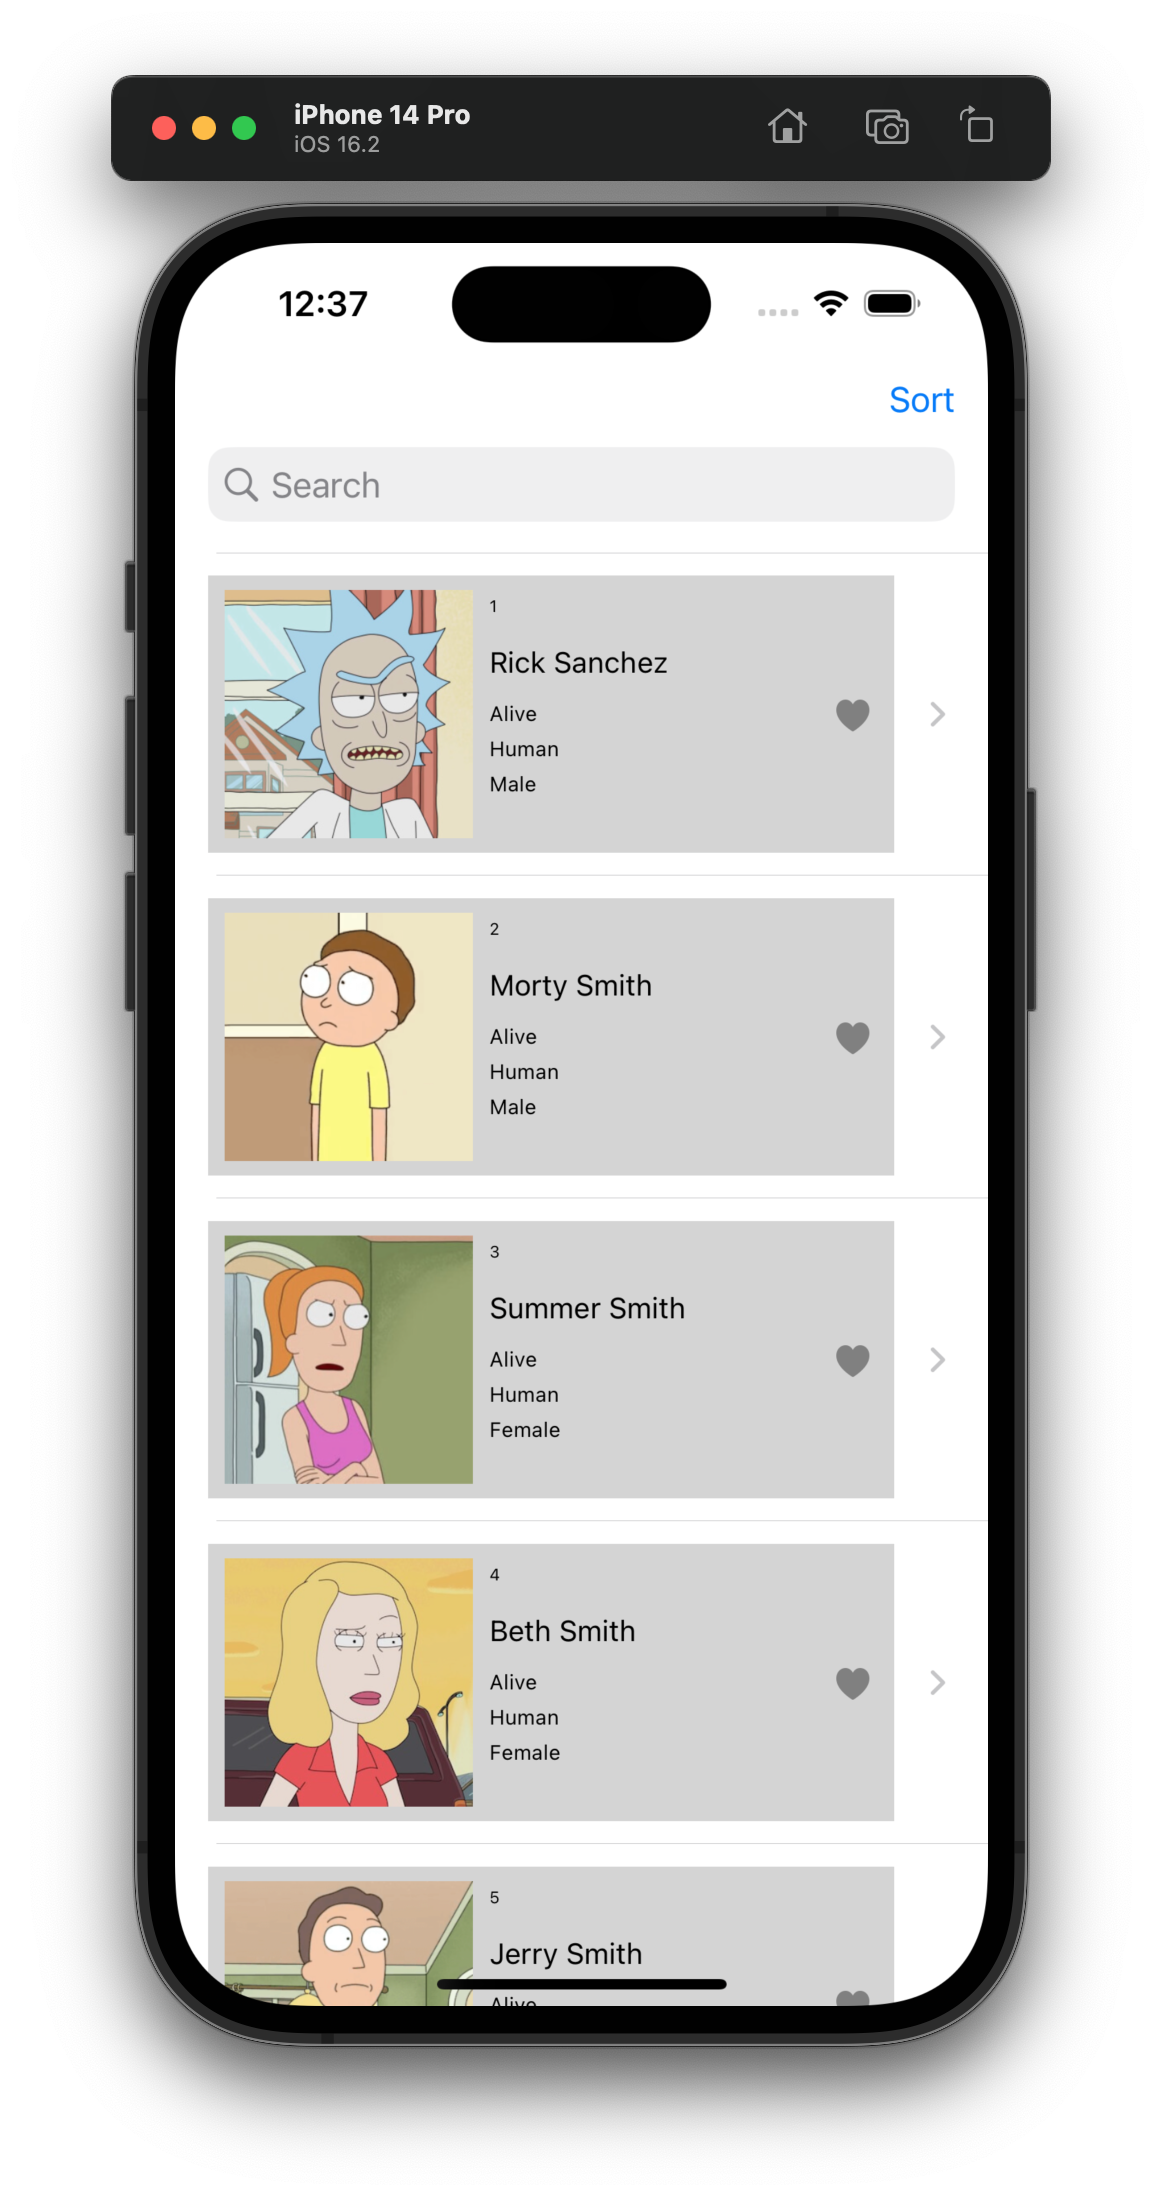 iPhone 14 Pro
iOS 16.2
12:37
Sort
Search
1
Rick Sanchez
Alive
Human
Male
2
Morty Smith
Alive
Human
Male
3
Summer Smith
Alive
Human
Female
4
Beth Smith
Alive
Human
Female
5
Jerry Smith
Alive